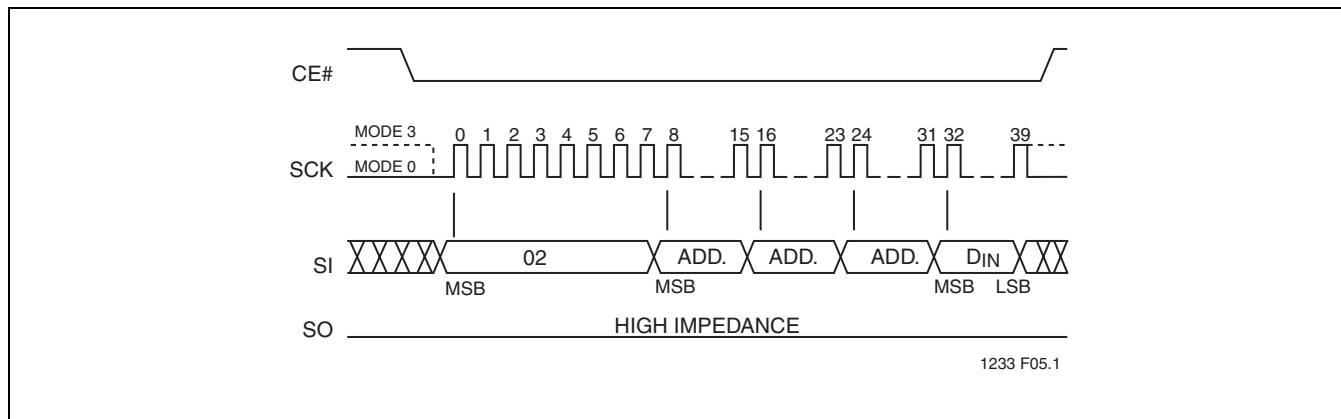 CE#
MODE 3 0 1 2 3 4 5 6 7 8 15 16 23 24 31 32 39
SCK MODE 0
SI 02 ADD. ADD. ADD. DIN
MSB MSB MSB LSB
SO HIGH IMPEDANCE
1233 F05.1